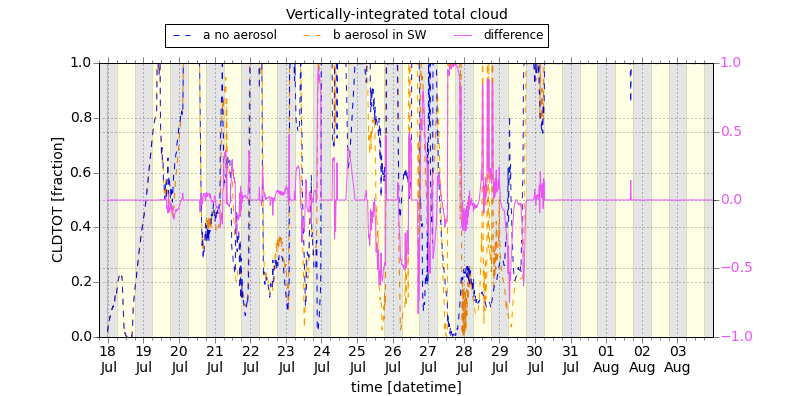 Vertically-integrated total cloud
a no aerosol b aerosol in SW difference
1.0 1.0
0.8
0.5
0.6
0.0
0.4
−0.5
0.2
0.0 −1.0
CLDTOT [fraction]
18 19 20 21 22 23 24 25 26 27 28 29 30 31 01 02 03
Jul Jul Jul Jul Jul Jul Jul Jul Jul Jul Jul Jul Jul Jul Aug Aug Aug
time [datetime]